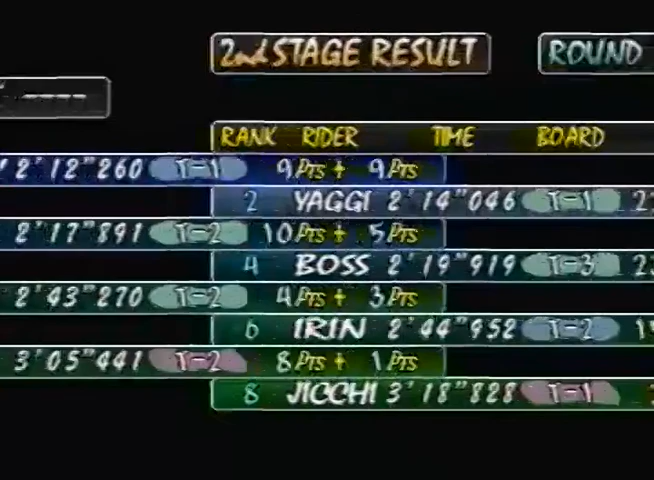 2nd STAGE RESULT ROUND
RANK RIDER TIME BOARD
2'12"260 T-1 9Pts + 9Pts
2 YAGGI 2'14"046 T-1
2'17"891 T-2 10Pts + 5Pts
4 BOSS 2'19"919 T-3
2'43"270 T-2 4Pts + 3Pts
6 IRIN 2'44"952 T-2
3'05"441 T-2 8Pts + 1Pts
8 JICCHI 3'18"828 T-1